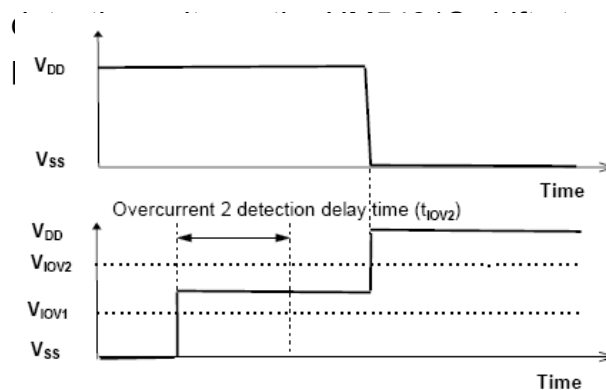 VDD
VSS
Time
Overcurrent 2 detection delay time (tIOV2)
VDD
VIOV2
VIOV1
VSS
Time